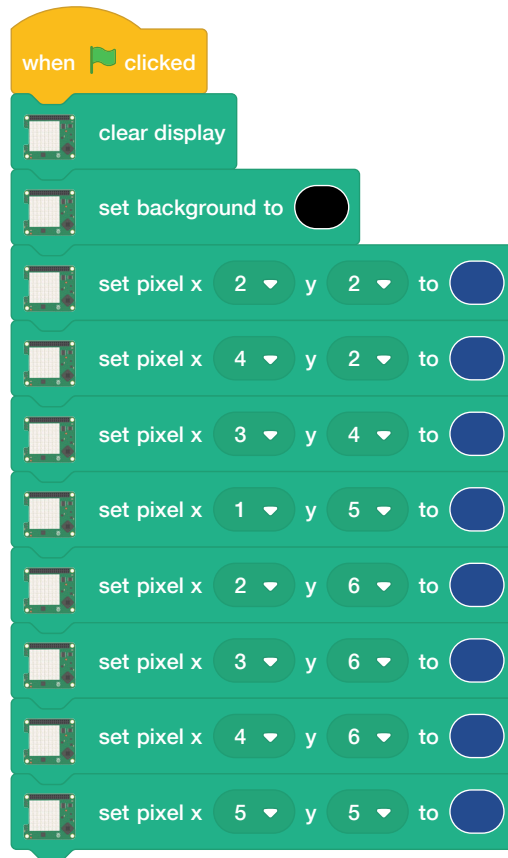 when clicked
clear display
set background to
set pixel x 2 y 2 to
set pixel x 4 y 2 to
set pixel x 3 y 4 to
set pixel x 1 y 5 to
set pixel x 2 y 6 to
set pixel x 3 y 6 to
set pixel x 4 y 6 to
set pixel x 5 y 5 to